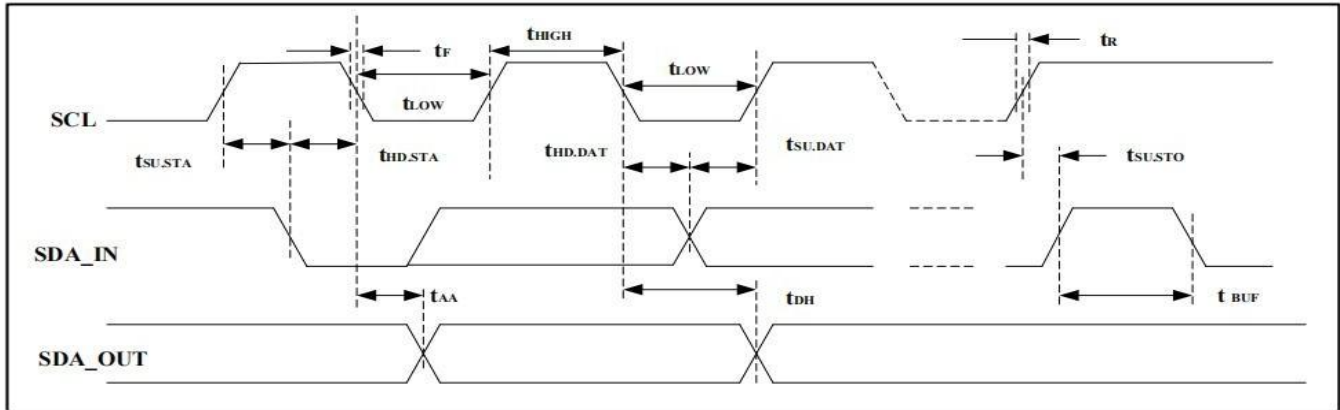 tF tHIGH tR
tLOW tLOW
SCL
tSU.STA tHD.STA tHD.DAT tSU.DAT tSU.STO
SDA_IN
tAA tDH t BUF
SDA_OUT